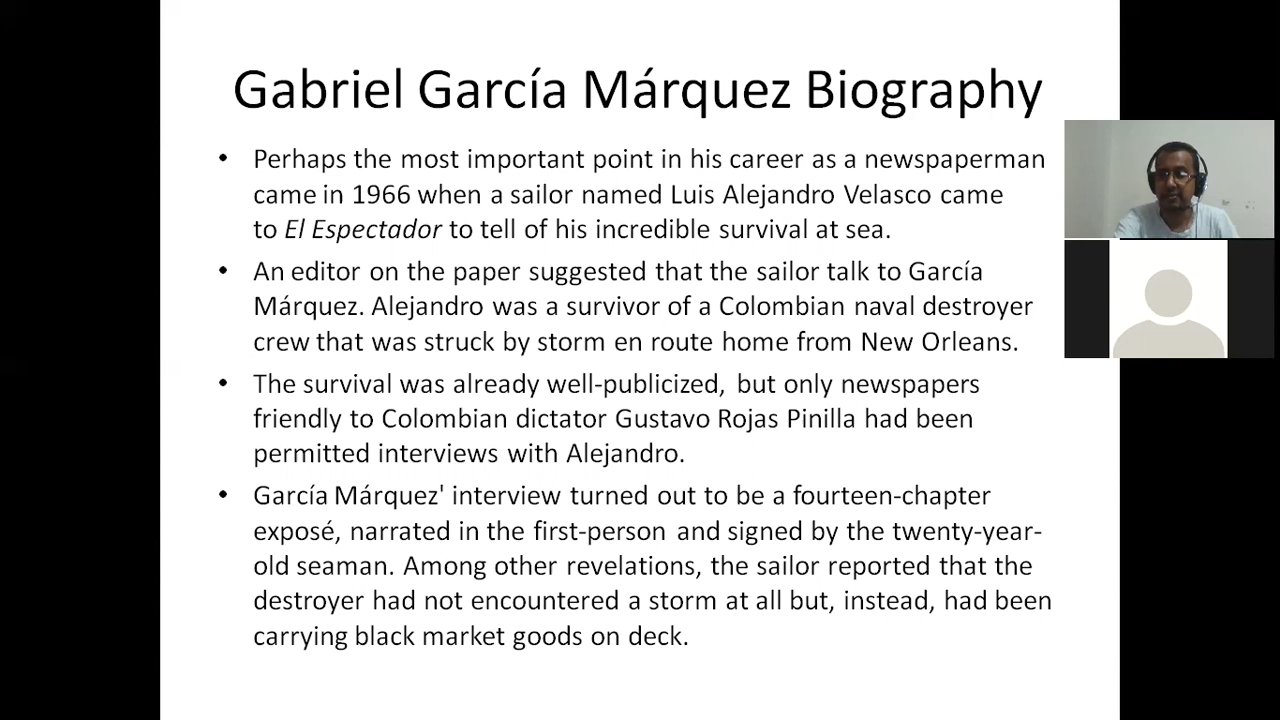 Gabriel García Márquez Biography
• Perhaps the most important point in his career as a newspaperman
came in 1966 when a sailor named Luis Alejandro Velasco came
to El Espectador to tell of his incredible survival at sea.
• An editor on the paper suggested that the sailor talk to García
Márquez. Alejandro was a survivor of a Colombian naval destroyer
crew that was struck by storm en route home from New Orleans.
• The survival was already well-publicized, but only newspapers
friendly to Colombian dictator Gustavo Rojas Pinilla had been
permitted interviews with Alejandro.
• García Márquez' interview turned out to be a fourteen-chapter
exposé, narrated in the first-person and signed by the twenty-year-
old seaman. Among other revelations, the sailor reported that the
destroyer had not encountered a storm at all but, instead, had been
carrying black market goods on deck.